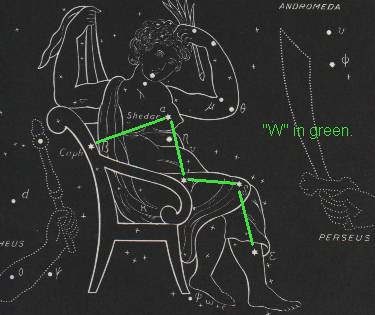 ANDROMEDA
υ
φ
"W" in green.
μ
θ
Shedar α
η
Caph β
γ
δ
d
ε
PERSEUS
HEUS
ο
γ
ψ
ω